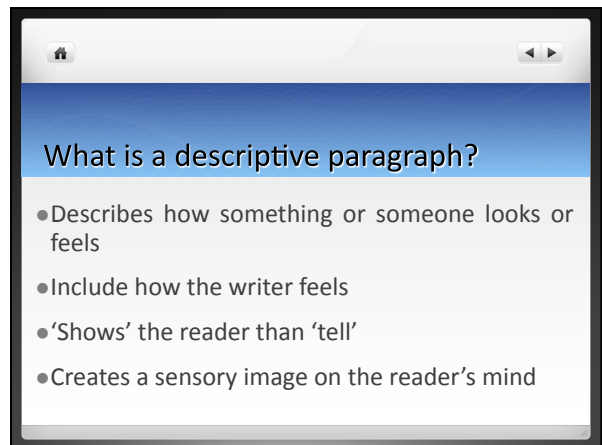 What is a descriptive paragraph?
●Describes how something or someone looks or
feels
●Include how the writer feels
●‘Shows’ the reader than ‘tell’
●Creates a sensory image on the reader’s mind